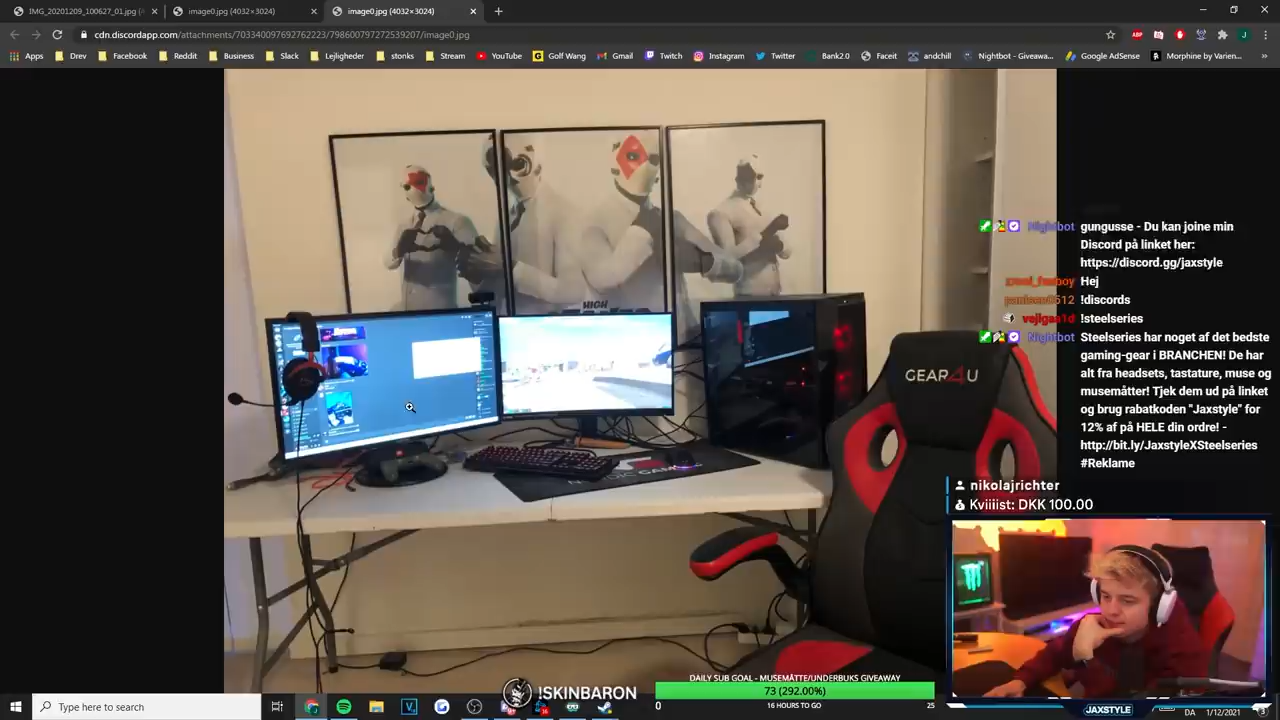 IMG_20201209_100627_01.jpg (
image0.jpg (4032×3024)
image0.jpg (4032×3024)
cdn.discordapp.com/attachments/703340097692762223/798600797272539207/image0.jpg
Apps
Drev
Facebook
Reddit
Business
Slack
Lejligheder
stonks
Stream
YouTube
Golf Wang
Gmail
Twitch
Instagram
andchill
Twitter
Bank2.0
Faceit
Nightbot - Giveawa...
Google AdSense
Morphine by Varien...
HIGH
GEAR4U
Nightbot gungusse - Du kan joine min
Discord på linket her:
https://discord.gg/jaxstyle
Hej
!discords
vejlgaa1d !steelseries
Nightbot Steelseries har noget af det bedste
gaming-gear i BRANCHEN! De har
alt fra headsets, tastature, muse og
musemåtter! Tjek dem ud på linket
og brug rabatkoden "Jaxstyle" for
12% af på HELE din ordre! -
http://bit.ly/JaxstyleXSteelseries
#Reklame
nikolajrichter
Kviiist: DKK 100.00
!SKINBARON
DAILY SUB GOAL - MUSEMÅTTE/UNDERBUKS GIVEAWAY
73 (292.00%)
0
16 HOURS TO GO
25
JAXSTYLE
Type here to search
DA
1/12/2021